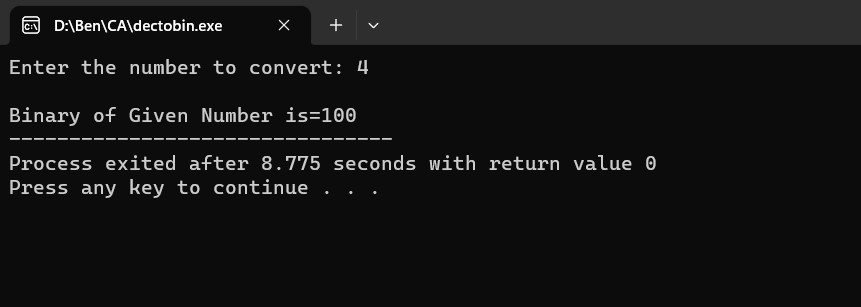 D:\Ben\CA\dectobin.exe
Enter the number to convert: 4
Binary of Given Number is=100
--------------------------------
Process exited after 8.775 seconds with return value 0
Press any key to continue . . .